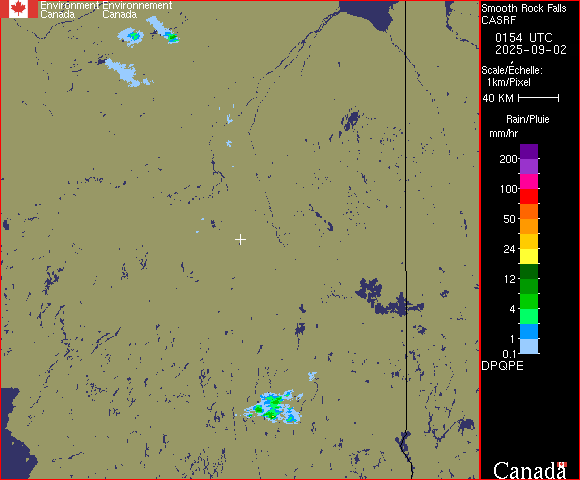 Environment Environnement
Canada Canada
Smooth Rock Falls
CASRF
0154 UTC
2025-09-02
Scale/Échelle:
1km/Pixel
40 KM
Rain/Pluie
mm/hr
200
100
50
24
12
4
1
0.1
DPQPE
Canada